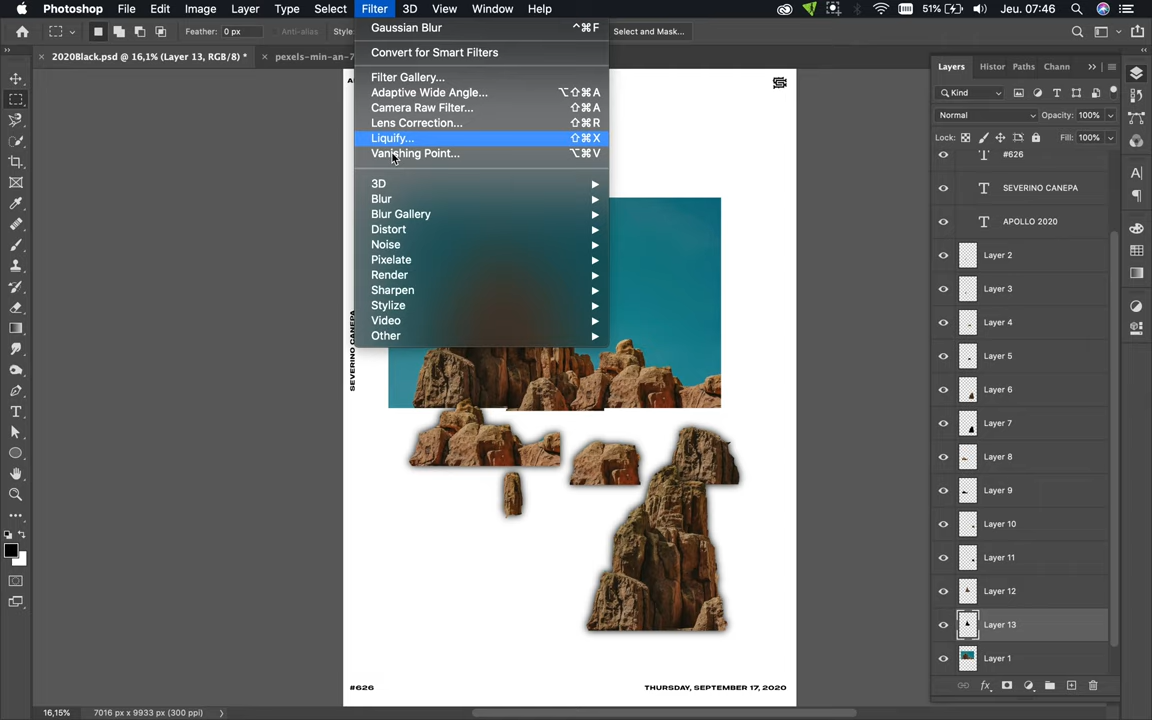 Photoshop File Edit Image Layer Type Select Filter 3D View Window Help 51% Jeu. 07:46
Feather: 0 px Anti-alias Style Select and Mask...
2020Black.psd @ 16,1% (Layer 13, RGB/8) * pexels-min-an-7
Gaussian Blur ^⌘F
Convert for Smart Filters
Filter Gallery...
Adaptive Wide Angle... ⌥⇧⌘A
Camera Raw Filter... ⇧⌘A
Lens Correction... ⇧⌘R
Liquify... ⇧⌘X
Vanishing Point... ⌥⌘V
3D
Blur
Blur Gallery
Distort
Noise
Pixelate
Render
Sharpen
Stylize
Video
Other
SEVERINO CANEPA
#626
THURSDAY, SEPTEMBER 17, 2020
Layers Histor Paths Chann
Kind
Normal Opacity: 100%
Lock: Fill: 100%
#626
SEVERINO CANEPA
APOLLO 2020
Layer 2
Layer 3
Layer 4
Layer 5
Layer 6
Layer 7
Layer 8
Layer 9
Layer 10
Layer 11
Layer 12
Layer 13
Layer 1
16,15% 7016 px x 9933 px (300 ppi)